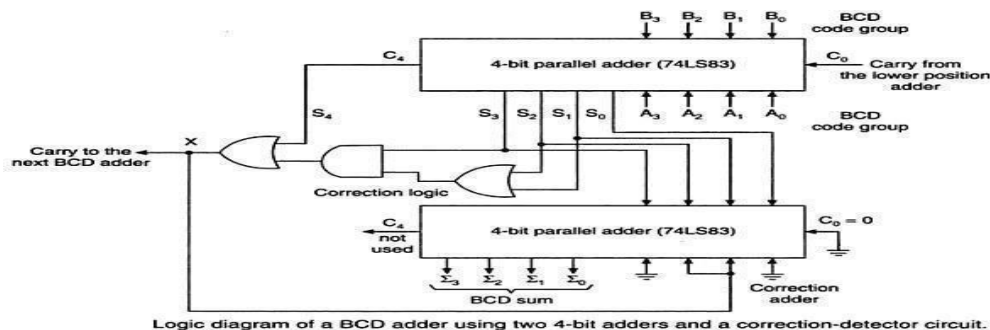 B3 B2 B1 B0
BCD
code group
C4
4-bit parallel adder (74LS83)
C0
Carry from
the lower position
adder
S4
S3 S2 S1 S0
A3 A2 A1 A0
BCD
code group
X
Carry to the
next BCD adder
Correction logic
C4
not
used
4-bit parallel adder (74LS83)
C0 = 0
Σ3 Σ2 Σ1 Σ0
BCD sum
Correction
adder
Logic diagram of a BCD adder using two 4-bit adders and a correction-detector circuit.